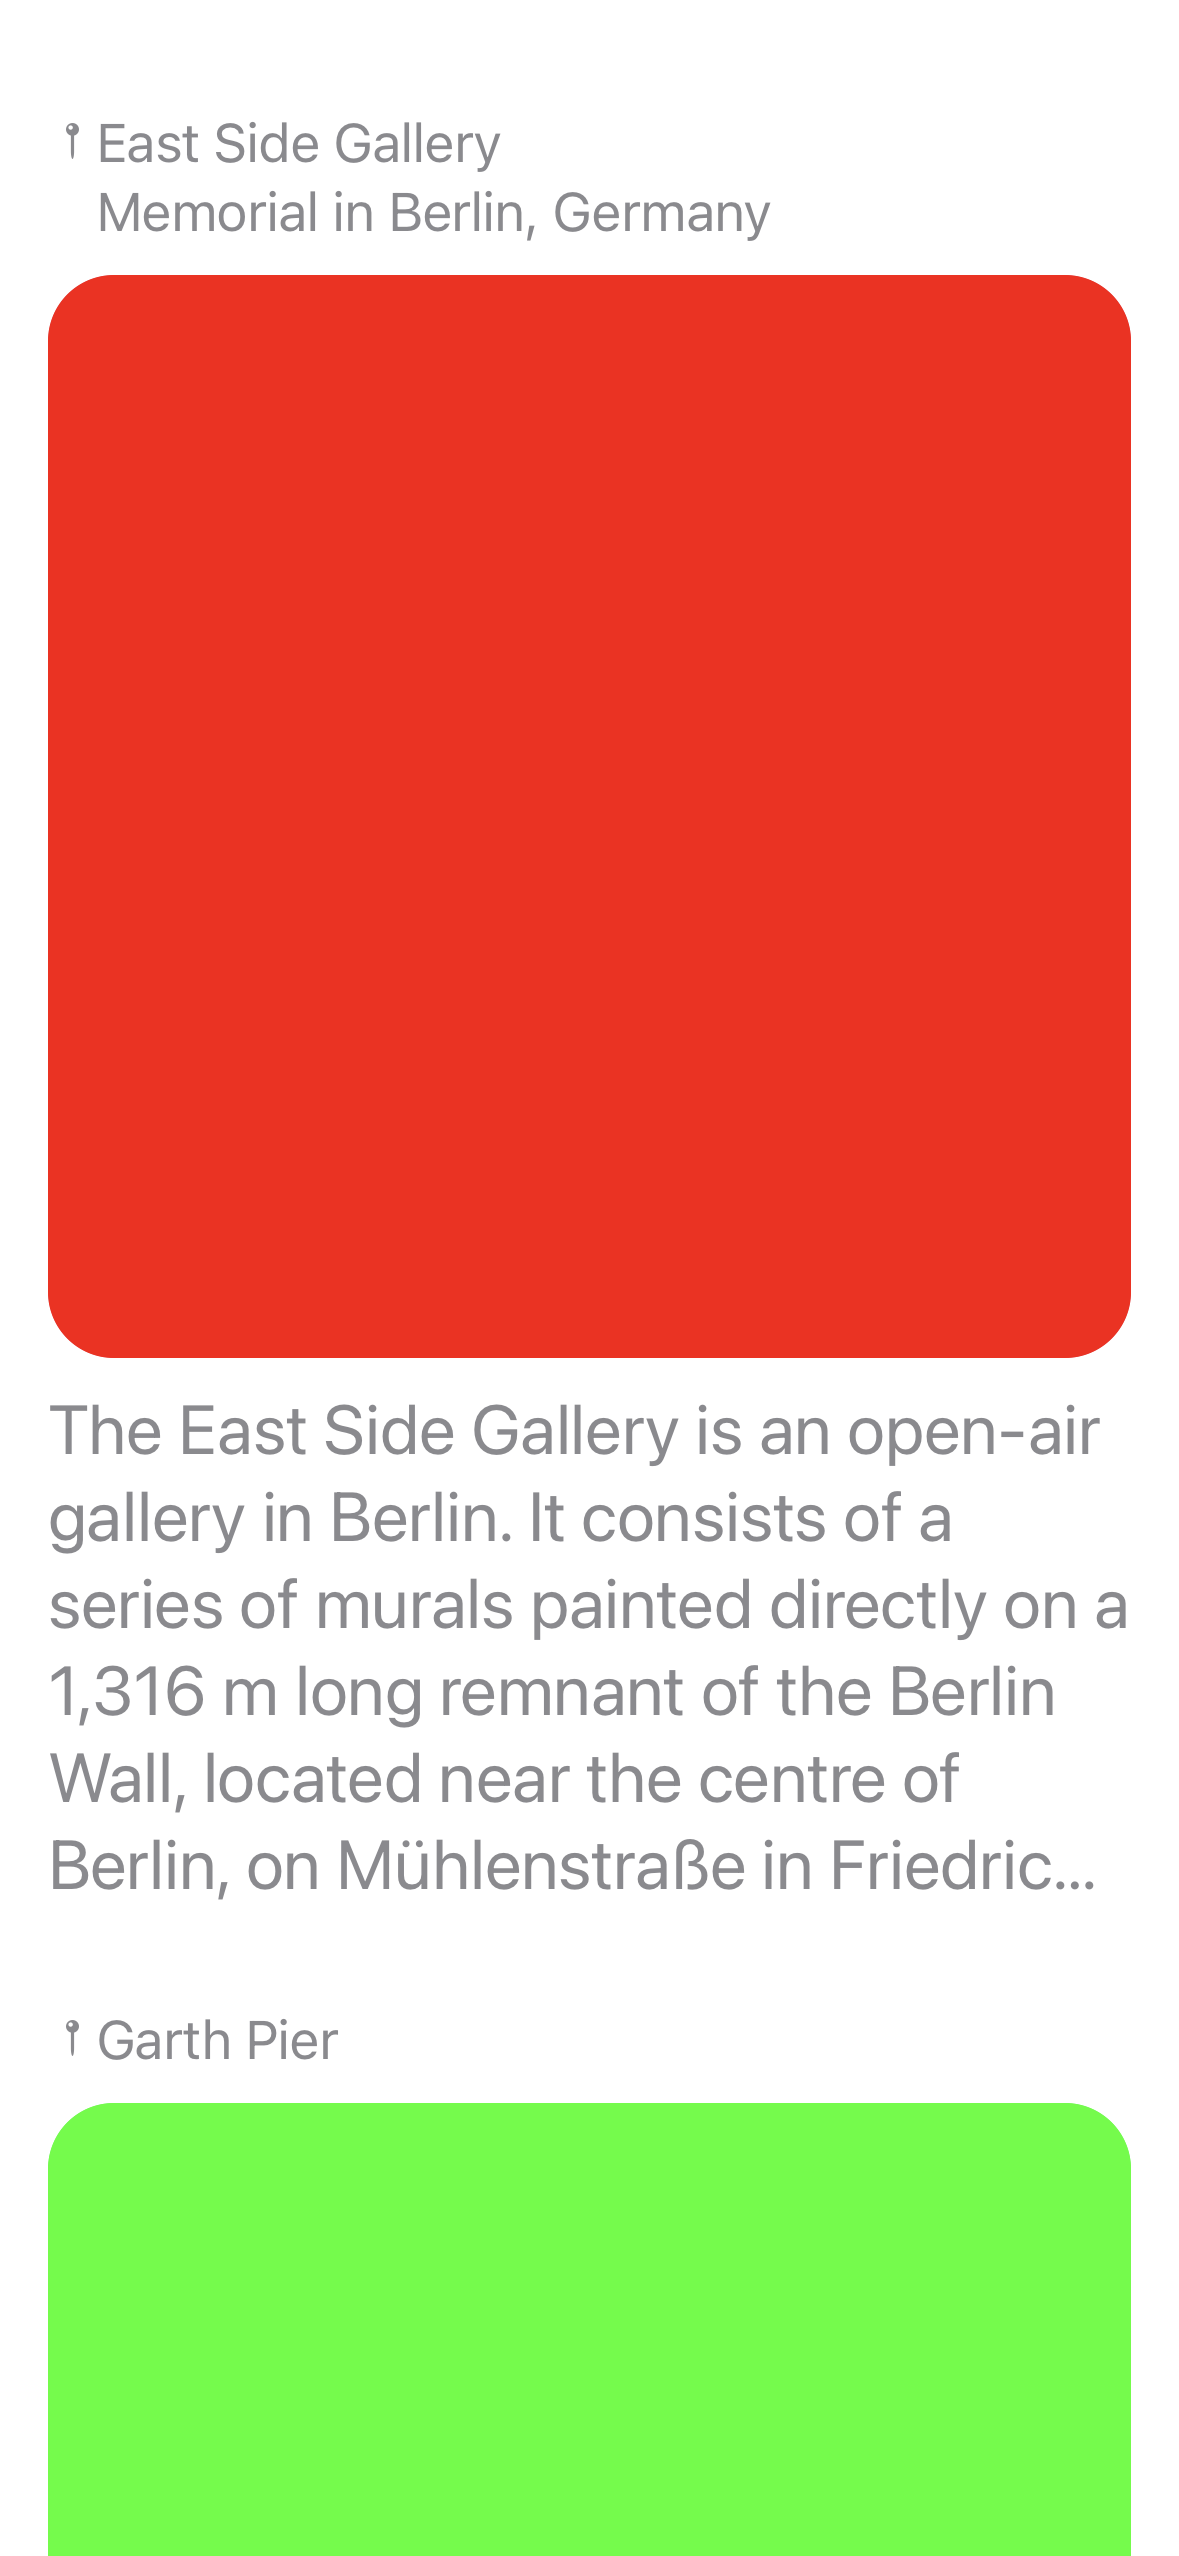 East Side Gallery
Memorial in Berlin, Germany
The East Side Gallery is an open-air
gallery in Berlin. It consists of a
series of murals painted directly on a
1,316 m long remnant of the Berlin
Wall, located near the centre of
Berlin, on Mühlenstraße in Friedric...
Garth Pier